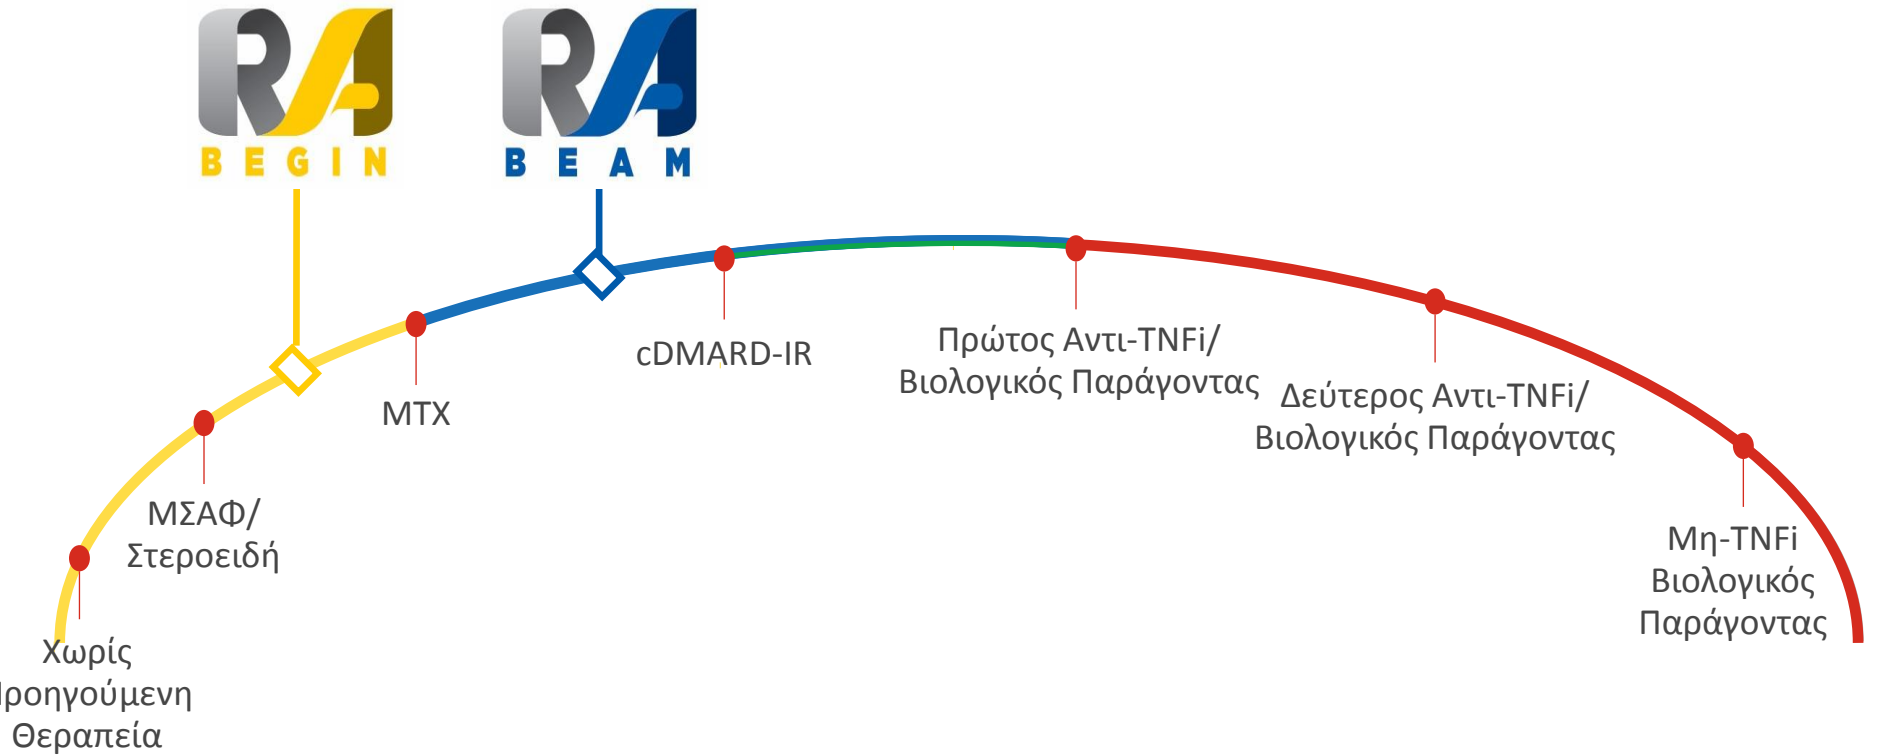 RA
BEGIN
RA
BEAM
Χωρίς
Θεραπεία
ΜΣΑΦ/
Στεροειδή
MTX
cDMARD-IR
Πρώτος Αντι-TNFi/
Βιολογικός Παράγοντας
Δεύτερος Αντι-TNFi/
Βιολογικός Παράγοντας
Μη-TNFi
Βιολογικός
Παράγοντας